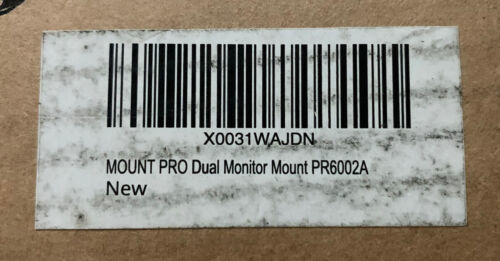 X0031WAJDN
MOUNT PRO Dual Monitor Mount PR6002A
New